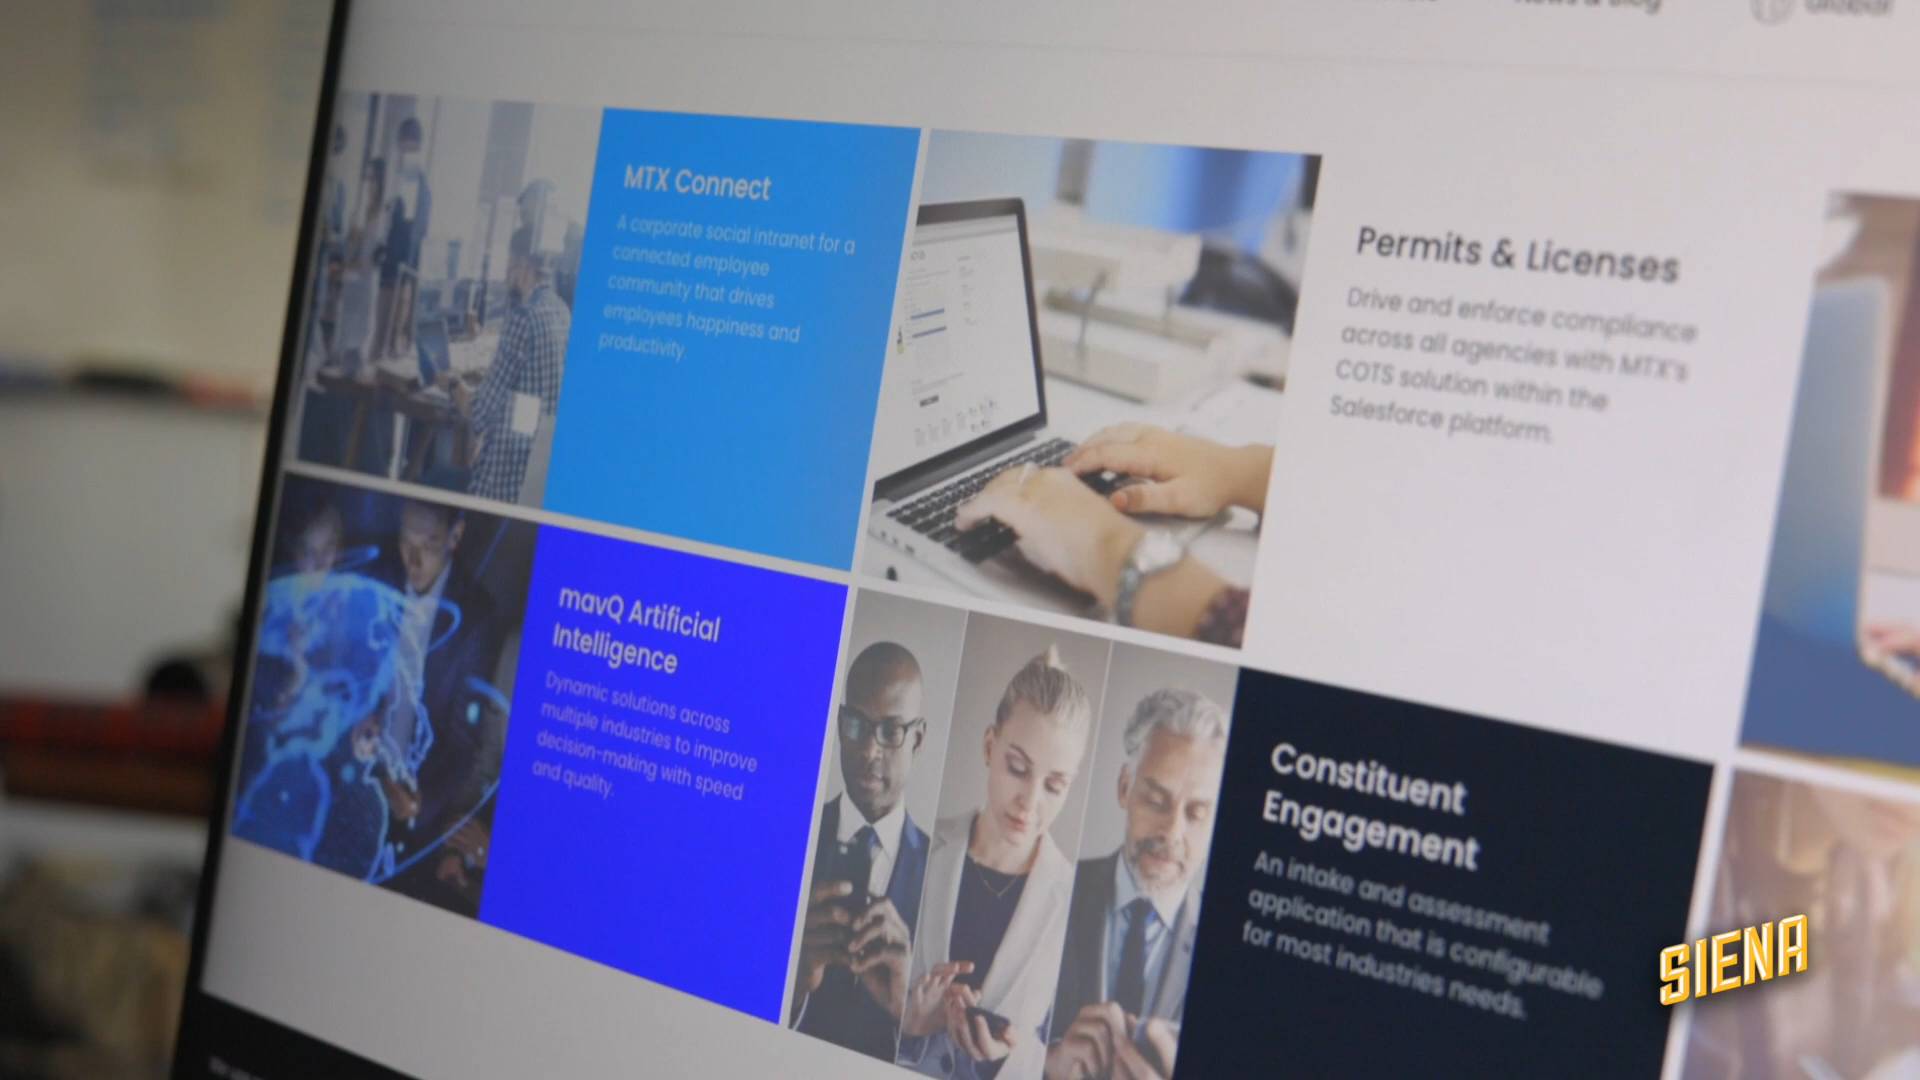 News & Blog
Global
MTX Connect
A corporate social intranet for a
connected employee
community that drives
employees happiness and
productivity.
Permits & Licenses
Drive and enforce compliance
across all agencies with MTX's
COTS solution within the
Salesforce platform.
mavQ Artificial
Intelligence
Dynamic solutions across
multiple industries to improve
decision-making with speed
and quality.
Constituent
Engagement
An intake and assessment
application that is configurable
for most industries needs.
SIENA